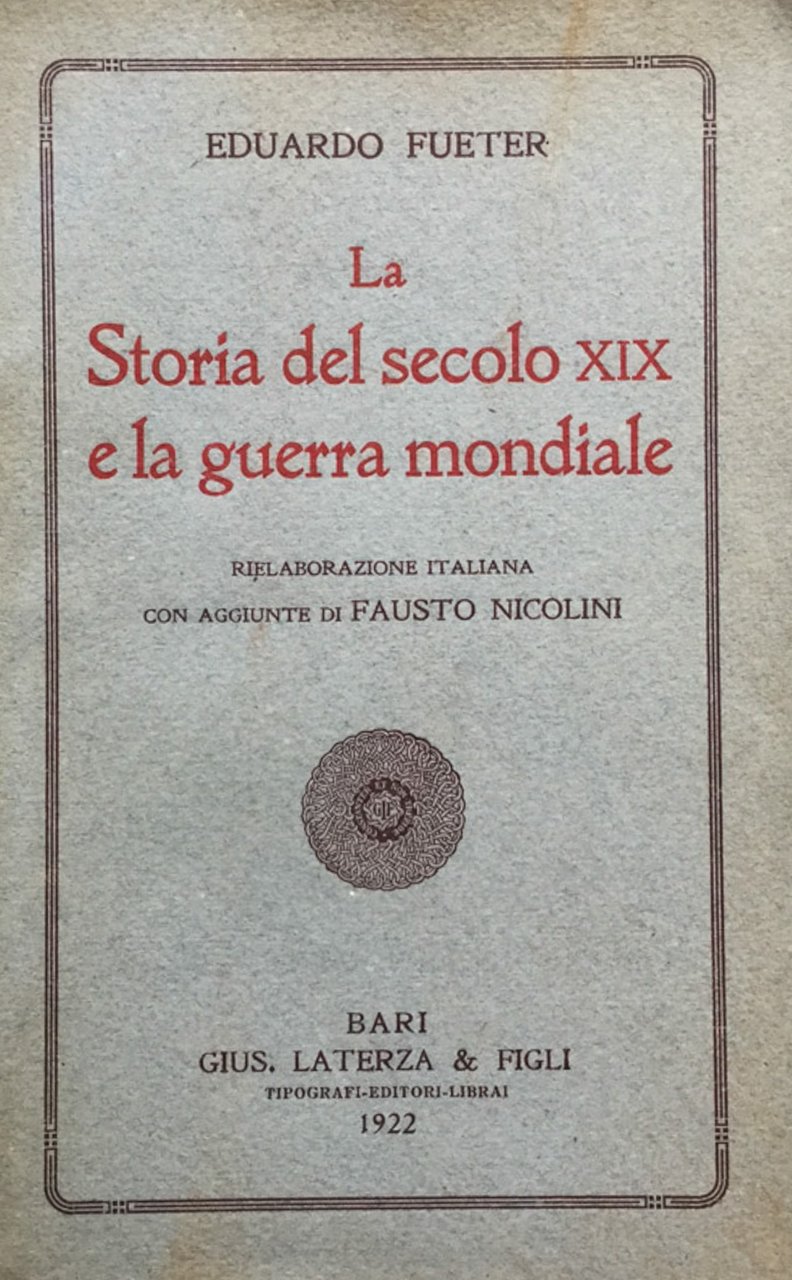 EDUARDO FUETER
La
Storia del secolo XIX
e la guerra mondiale
RIELABORAZIONE ITALIANA
CON AGGIUNTE DI FAUSTO NICOLINI
BARI
GIUS. LATERZA & FIGLI
TIPOGRAFI-EDITORI-LIBRAI
1922